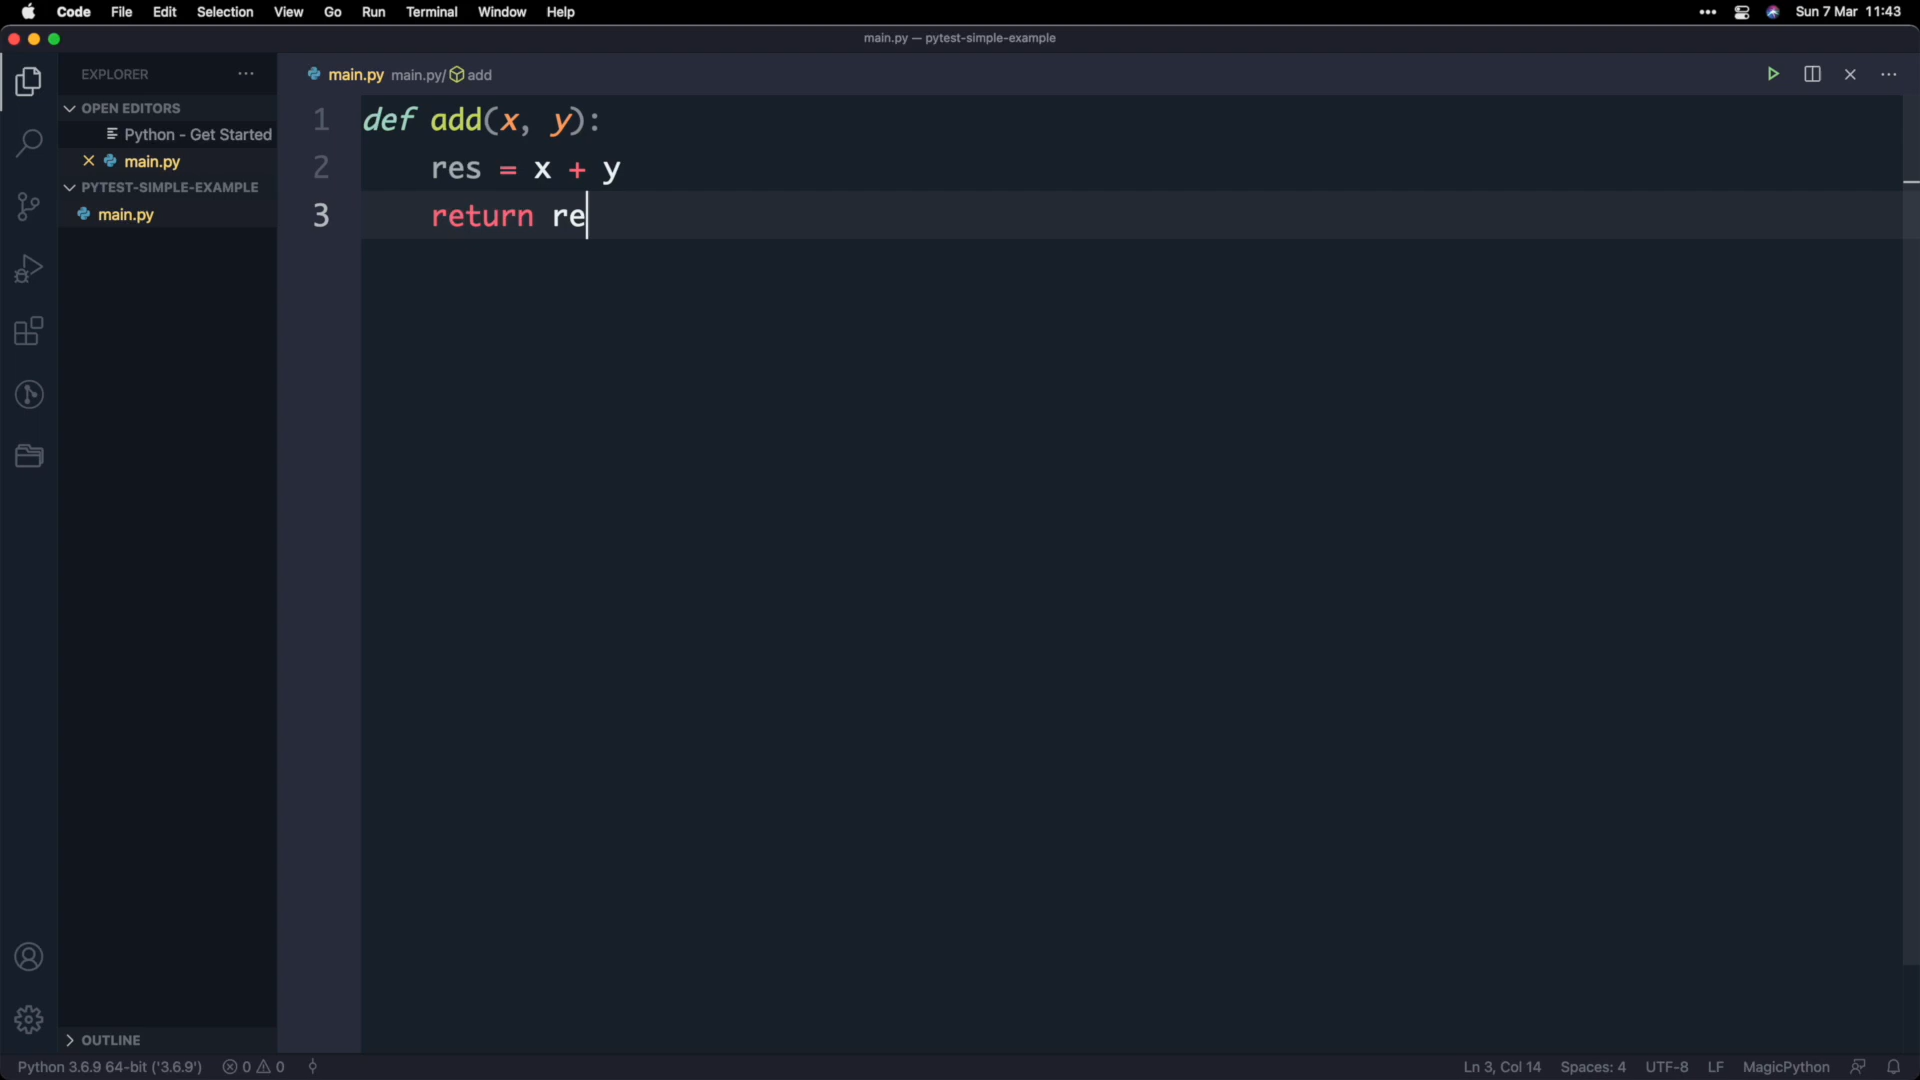 Code File Edit Selection View Go Run Terminal Window Help ••• Sun 7 Mar 11:43
main.py — pytest-simple-example
EXPLORER ···
OPEN EDITORS
Python - Get Started
main.py
PYTEST-SIMPLE-EXAMPLE
main.py
OUTLINE
main.py main.py/ add
1 def add(x, y):
2     res = x + y
3     return re
Python 3.6.9 64-bit ('3.6.9') 0 0 Ln 3, Col 14 Spaces: 4 UTF-8 LF MagicPython